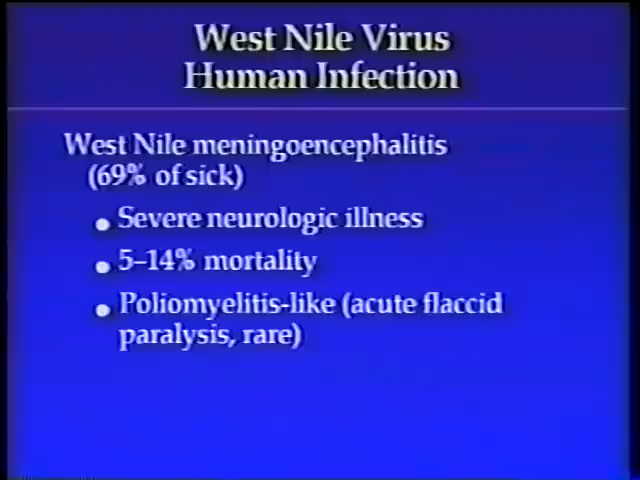 West Nile Virus
Human Infection
West Nile meningoencephalitis
(69% of sick)
• Severe neurologic illness
• 5–14% mortality
• Poliomyelitis-like (acute flaccid
paralysis, rare)